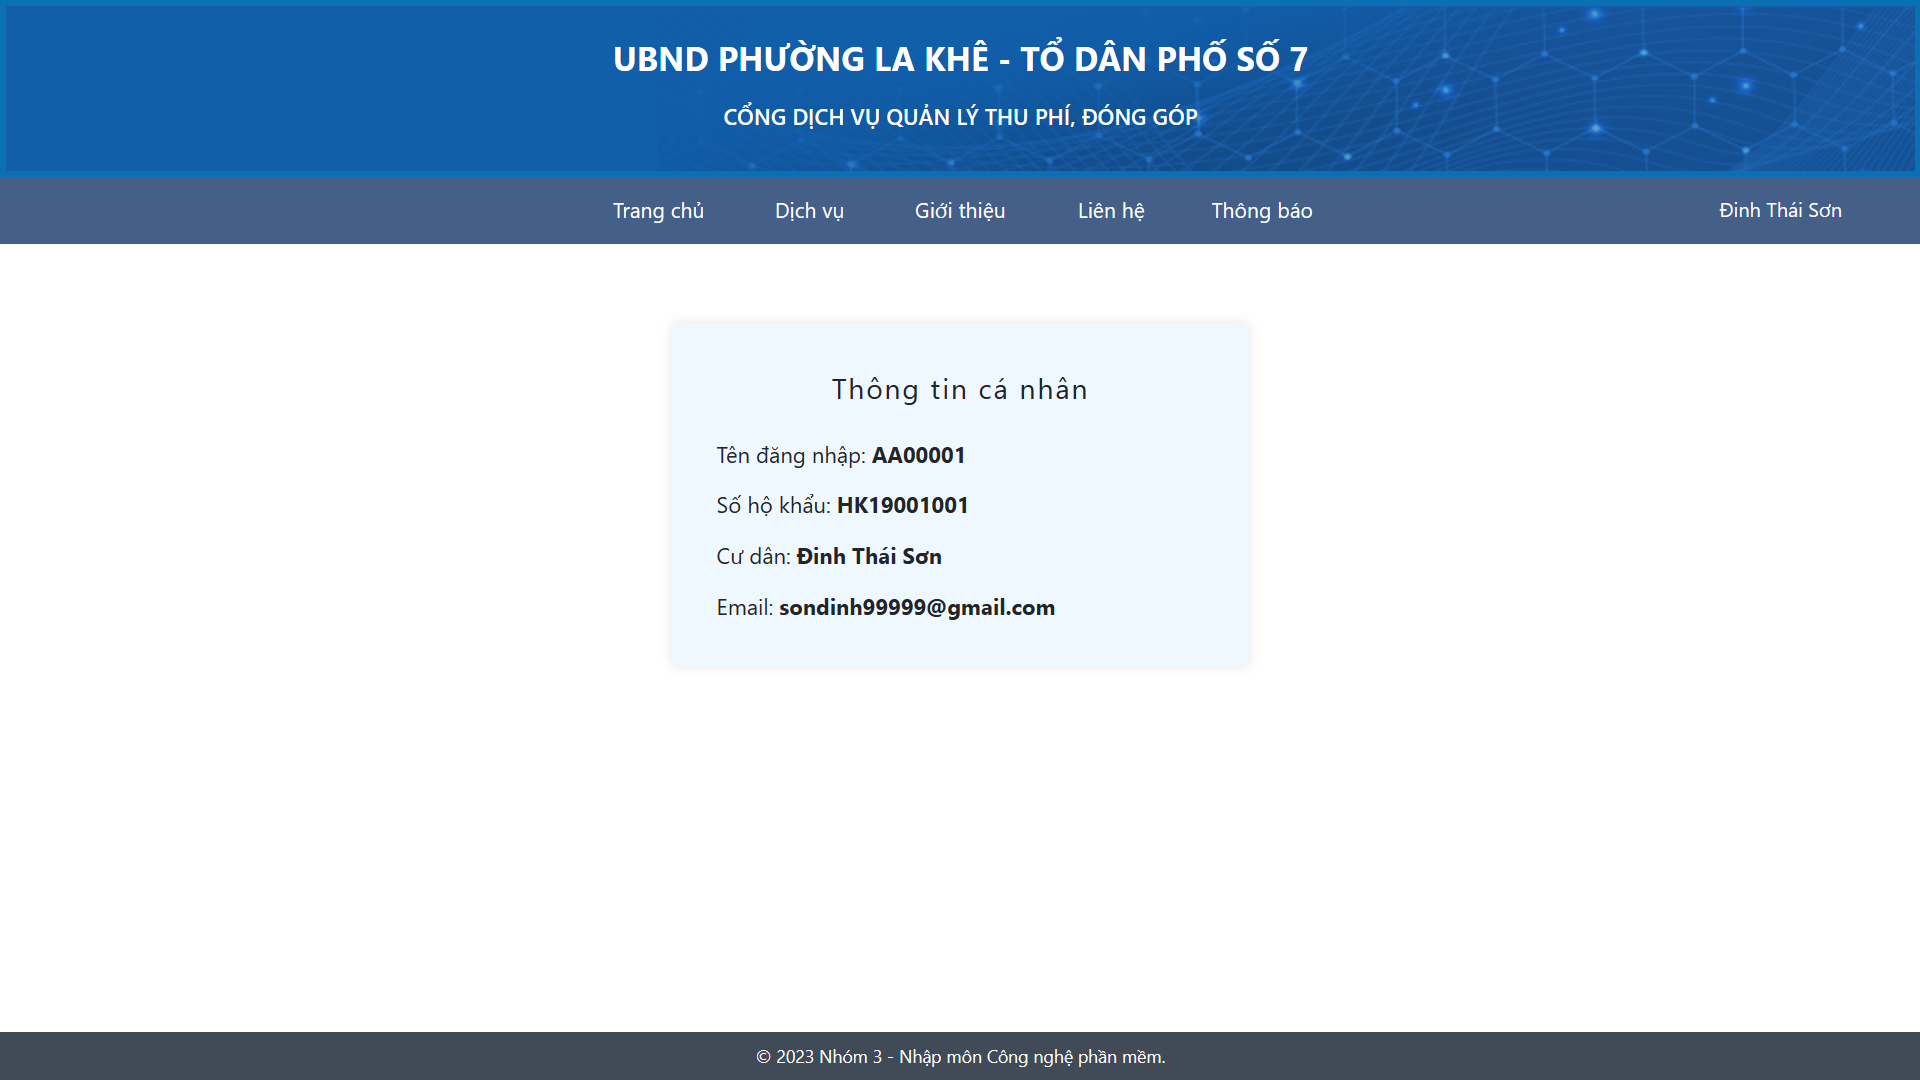 UBND PHƯỜNG LA KHÊ - TỔ DÂN PHỐ SỐ 7
CỔNG DỊCH VỤ QUẢN LÝ THU PHÍ, ĐÓNG GÓP
Trang chủ Dịch vụ Giới thiệu Liên hệ Thông báo Đinh Thái Sơn
Thông tin cá nhân
Tên đăng nhập: AA00001
Số hộ khẩu: HK19001001
Cư dân: Đinh Thái Sơn
Email: sondinh99999@gmail.com
© 2023 Nhóm 3 - Nhập môn Công nghệ phần mềm.